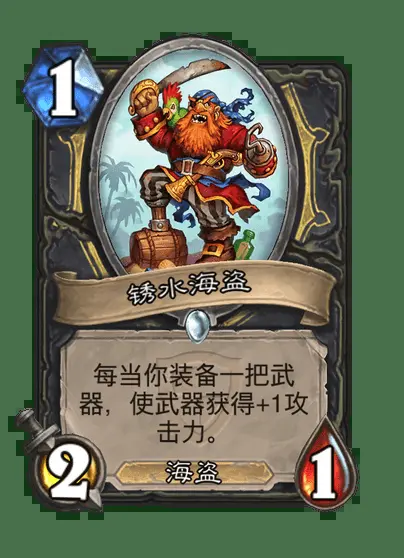 1
锈水海盗
每当你装备一把武
器，使武器获得+1攻
击力。
2
海盗
1